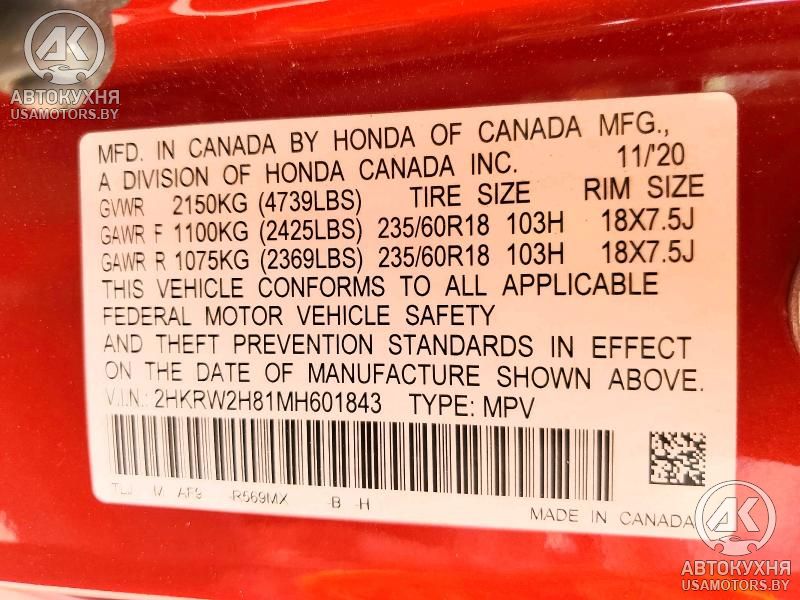 АК
АВТОКУХНЯ
USAMOTORS.BY
MFD. IN CANADA BY HONDA OF CANADA MFG.,
A DIVISION OF HONDA CANADA INC. 11/'20
GVWR 2150KG (4739LBS) TIRE SIZE RIM SIZE
GAWR F 1100KG (2425LBS) 235/60R18 103H 18X7.5J
GAWR R 1075KG (2369LBS) 235/60R18 103H 18X7.5J
THIS VEHICLE CONFORMS TO ALL APPLICABLE
FEDERAL MOTOR VEHICLE SAFETY
AND THEFT PREVENTION STANDARDS IN EFFECT
ON THE DATE OF MANUFACTURE SHOWN ABOVE.
V.I.N.: 2HKRW2H81MH601843 TYPE: MPV
AF9 -R569MX -B -H
MADE IN CANADA
АК
АВТОКУХНЯ
USAMOTORS.BY